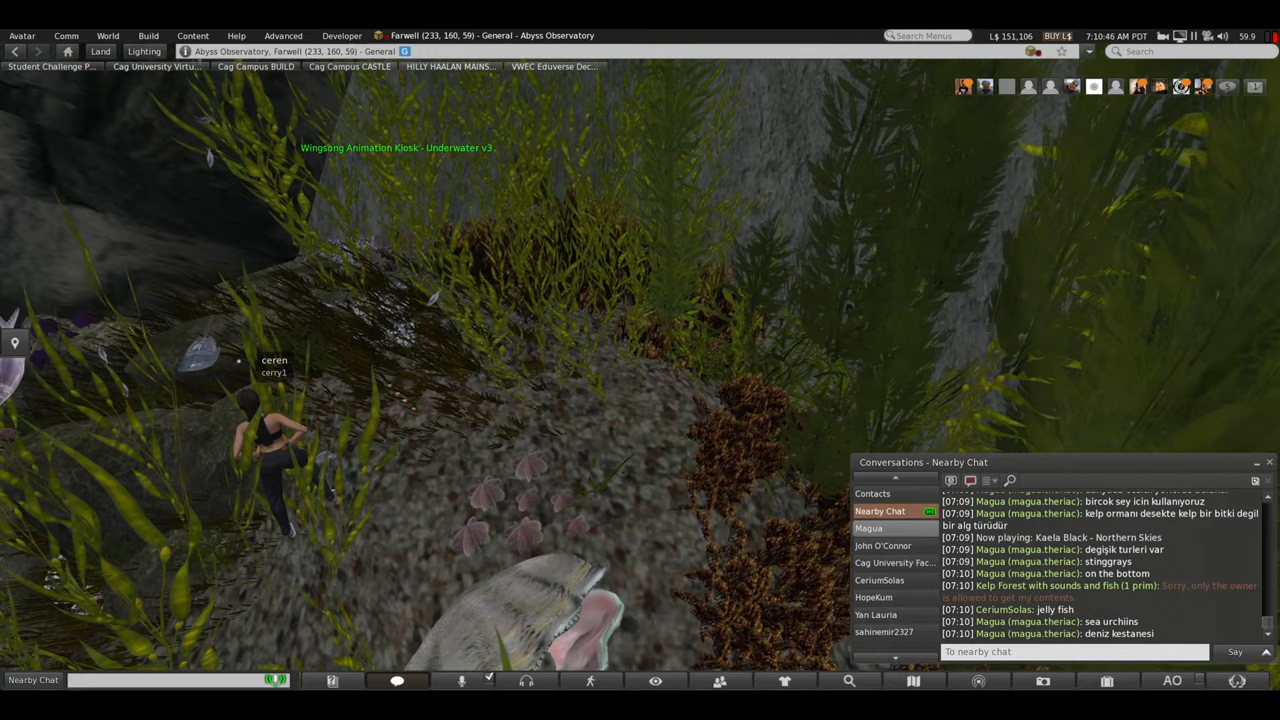 Avatar Comm World Build Content Help Advanced Developer Farwell (233, 160, 59) - General - Abyss Observatory Search Menus L$ 151,106 BUY L$ 7:10:46 AM PDT 59.9
Land Lighting Abyss Observatory, Farwell (233, 160, 59) - General G Search
Student Challenge P... Cag University Virtu... Cag Campus BUILD Cag Campus CASTLE HILLY HAALAN MAINS... VWEC Eduverse Dec...
5 1
Wingsong Animation Kiosk - Underwater v3
ceren
cerry1
Conversations - Nearby Chat
Contacts
Nearby Chat
Magua
John O'Connor
Cag University Fac...
CeriumSolas
HopeKum
Yan Lauria
sahinemir2327
[07:09] Magua (magua.theriac): bircok sey icin kullanıyoruz
[07:09] Magua (magua.theriac): kelp ormanı desekte kelp bir bitki degil
bir alg türüdür
[07:09] Now playing: Kaela Black - Northern Skies
[07:09] Magua (magua.theriac): değişik turleri var
[07:09] Magua (magua.theriac): stinggrays
[07:10] Magua (magua.theriac): on the bottom
[07:10] Kelp Forest with sounds and fish (1 prim): Sorry, only the owner
is allowed to get my contents.
[07:10] CeriumSolas: jelly fish
[07:10] Magua (magua.theriac): sea urchiins
[07:10] Magua (magua.theriac): deniz kestanesi
To nearby chat Say
Nearby Chat AO